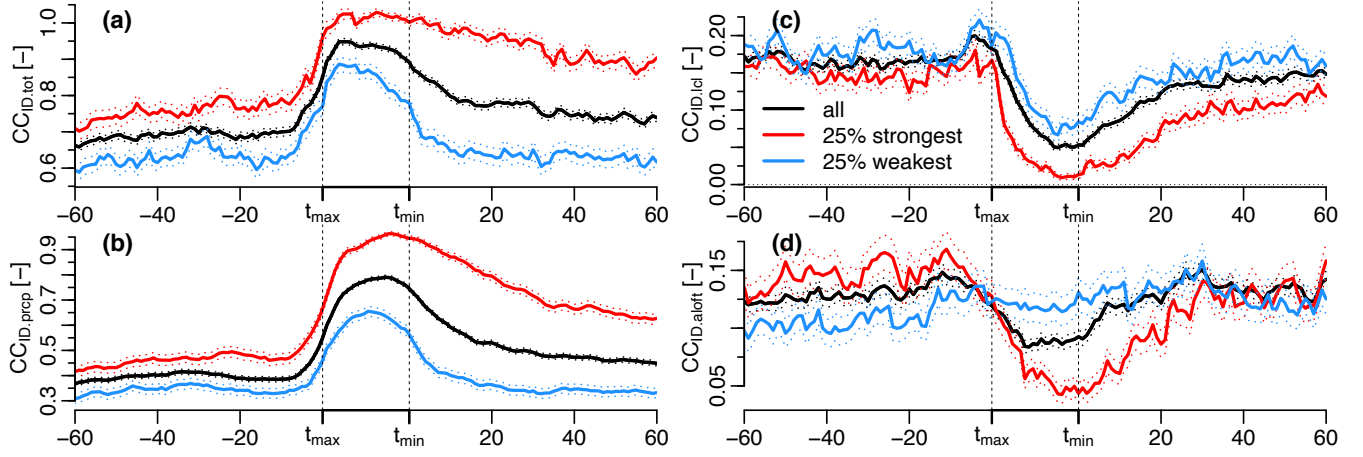 (a)
CC_ID.tot [−]
1.0
0.8
0.6
−60 −40 −20 t_max t_min 20 40 60
(b)
CC_ID.prcp [−]
0.9
0.7
0.5
0.3
−60 −40 −20 t_max t_min 20 40 60
(c)
CC_ID.lcl [−]
0.20
0.10
0.00
all
25% strongest
25% weakest
−60 −40 −20 t_max t_min 20 40 60
(d)
CC_ID.aloft [−]
0.15
0.05
−60 −40 −20 t_max t_min 20 40 60